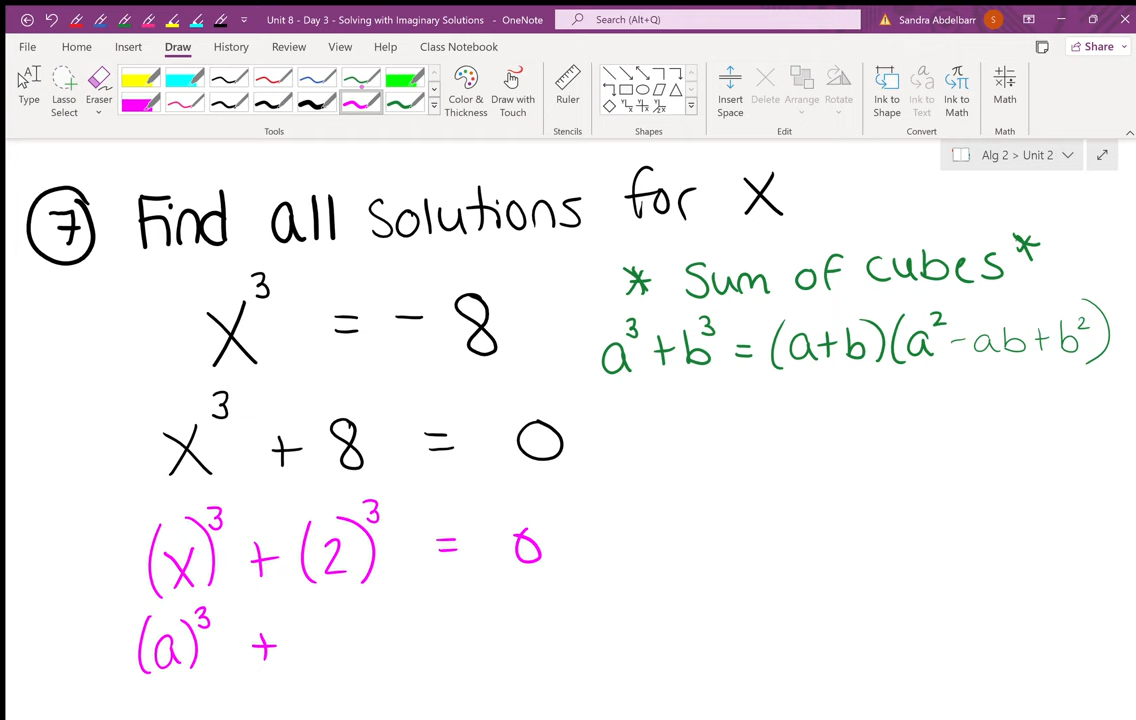 Unit 8 - Day 3 - Solving with Imaginary Solutions - OneNote
Search (Alt+Q)
Sandra Abdelbarr
S
File Home Insert Draw History Review View Help Class Notebook
Share
Type
Lasso Select
Eraser
Color & Thickness
Draw with Touch
Ruler
Insert Space
Delete
Arrange
Rotate
Ink to Shape
Ink to Text
Ink to Math
Math
Tools
Stencils
Shapes
Edit
Convert
Math
Alg 2 > Unit 2
⑦ Find all solutions for x
* Sum of cubes *
x³ = - 8
a³ + b³ = (a+b)(a² - ab + b²)
x³ + 8 = 0
(x)³ + (2)³ = 0
(a)³ +